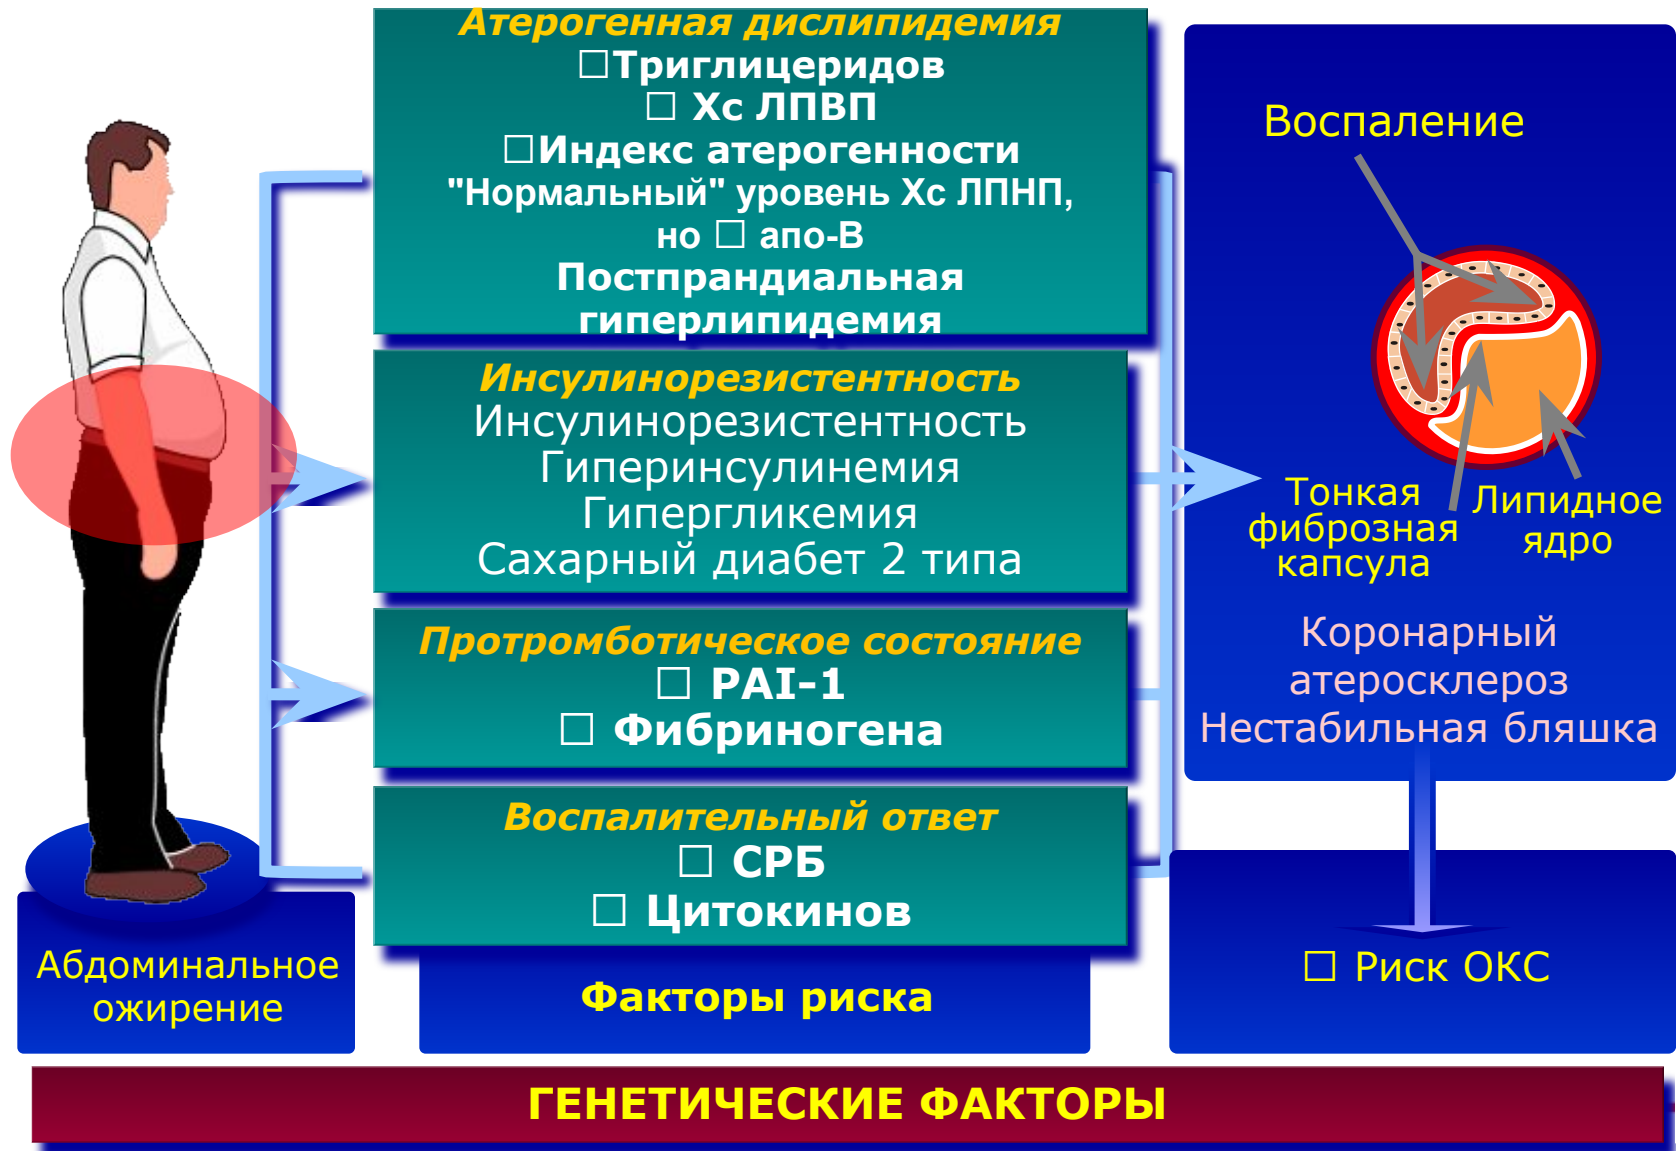 Атерогенная дислипидемия
☐Триглицеридов
☐ Хс ЛПВП
☐Индекс атерогенности
"Нормальный" уровень Хс ЛПНП,
но ☐ апо-В
Постпрандиальная
гиперлипидемия
Инсулинорезистентность
Инсулинорезистентность
Гиперинсулинемия
Гипергликемия
Сахарный диабет 2 типа
Протромботическое состояние
☐ PAI-1
☐ Фибриногена
Воспалительный ответ
☐ СРБ
☐ Цитокинов
Абдоминальное
ожирение
Факторы риска
Воспаление
Тонкая
фиброзная
капсула
Липидное
ядро
Коронарный
атеросклероз
Нестабильная бляшка
☐ Риск ОКС
ГЕНЕТИЧЕСКИЕ ФАКТОРЫ